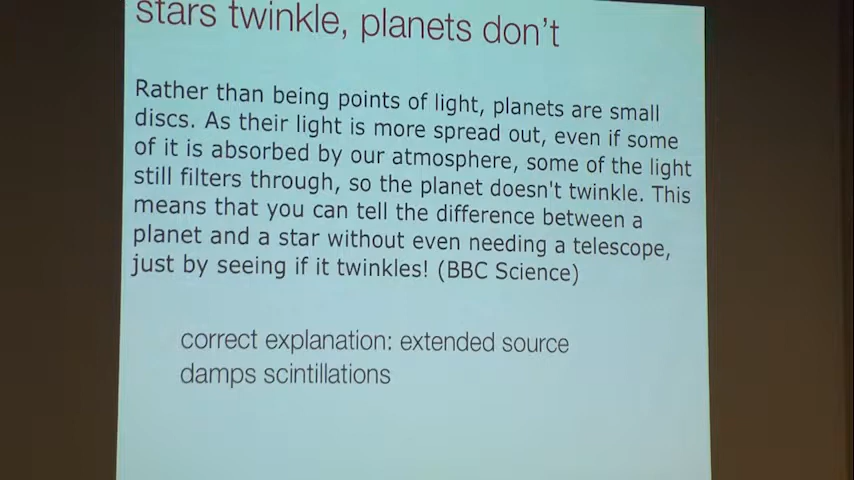 stars twinkle, planets don't
Rather than being points of light, planets are small
discs. As their light is more spread out, even if some
of it is absorbed by our atmosphere, some of the light
still filters through, so the planet doesn't twinkle. This
means that you can tell the difference between a
planet and a star without even needing a telescope,
just by seeing if it twinkles! (BBC Science)
correct explanation: extended source
damps scintillations